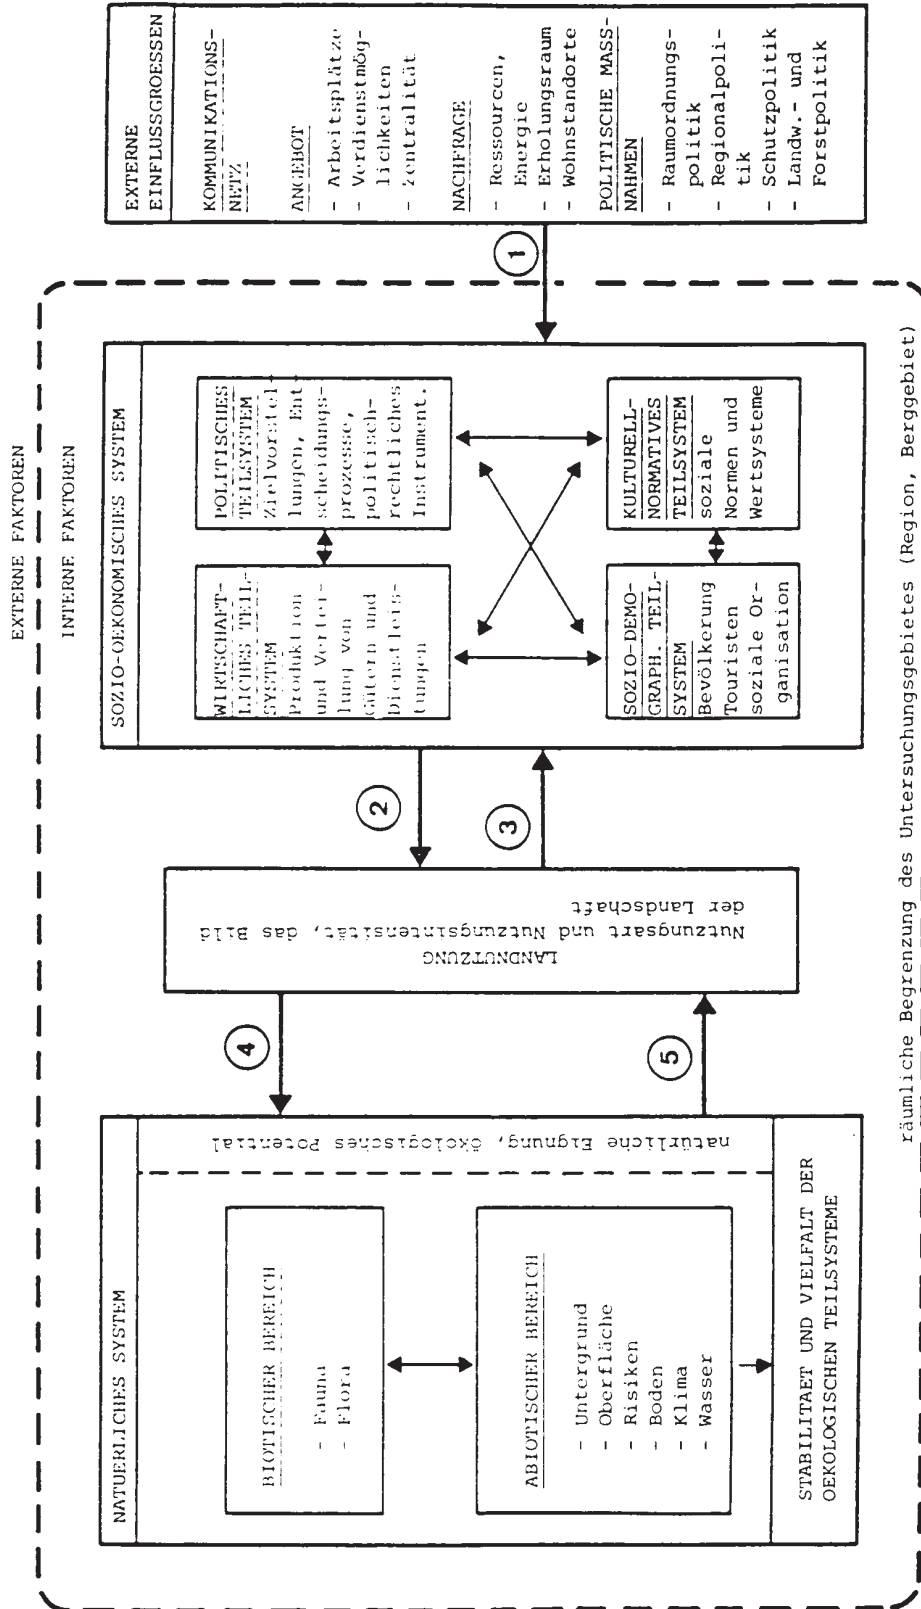 EXTERNE FAKTOREN
INTERNE FAKTOREN
NATUERLICHES SYSTEM
BIOTISCHER BEREICH
- Fauna
- Flora
ABIOTISCHER BEREICH
- Untergrund
- Oberfläche
- Risiken
- Boden
- Klima
- Wasser
natürliche Eignung, ökologisches Potential
STABILITAET UND VIELFALT DER
OEKOLOGISCHEN TEILSYSTEME
4
5
LANDNUTZUNG
Nutzungsart und Nutzungsintensität, das Bild
der Landschaft
2
3
SOZIO-OEKONOMISCHES SYSTEM
WIRTSCHAFT-
LICHES TEIL-
SYSTEM
Produktion
und Vertei-
lung von
Gütern und
Dienstleis-
tungen
POLITISCHES
TEILSYSTEM
Zielvorstel-
lungen, Ent-
scheidungs-
prozesse,
politisch-
rechtliches
Instrument.
SOZIO-DEMO-
GRAPH. TEIL-
SYSTEM
Bevölkerung
Touristen
soziale Or-
ganisation
KULTURELL-
NORMATIVES
TEILSYSTEM
soziale
Normen und
Wertsysteme
1
EXTERNE
EINFLUSSGROESSEN
KOMMUNIKATIONS-
NETZ
ANGEBOT
- Arbeitsplätze
- Verdienstmög-
lichkeiten
- Zentralität
NACHFRAGE
- Ressourcen,
Energie
- Erholungsraum
- Wohnstandorte
POLITISCHE MASS-
NAHMEN
- Raumordnungs-
politik
- Regionalpoli-
tik
- Schutzpolitik
- Landw.- und
Forstpolitik
räumliche Begrenzung des Untersuchungsgebietes (Region, Berggebiet)